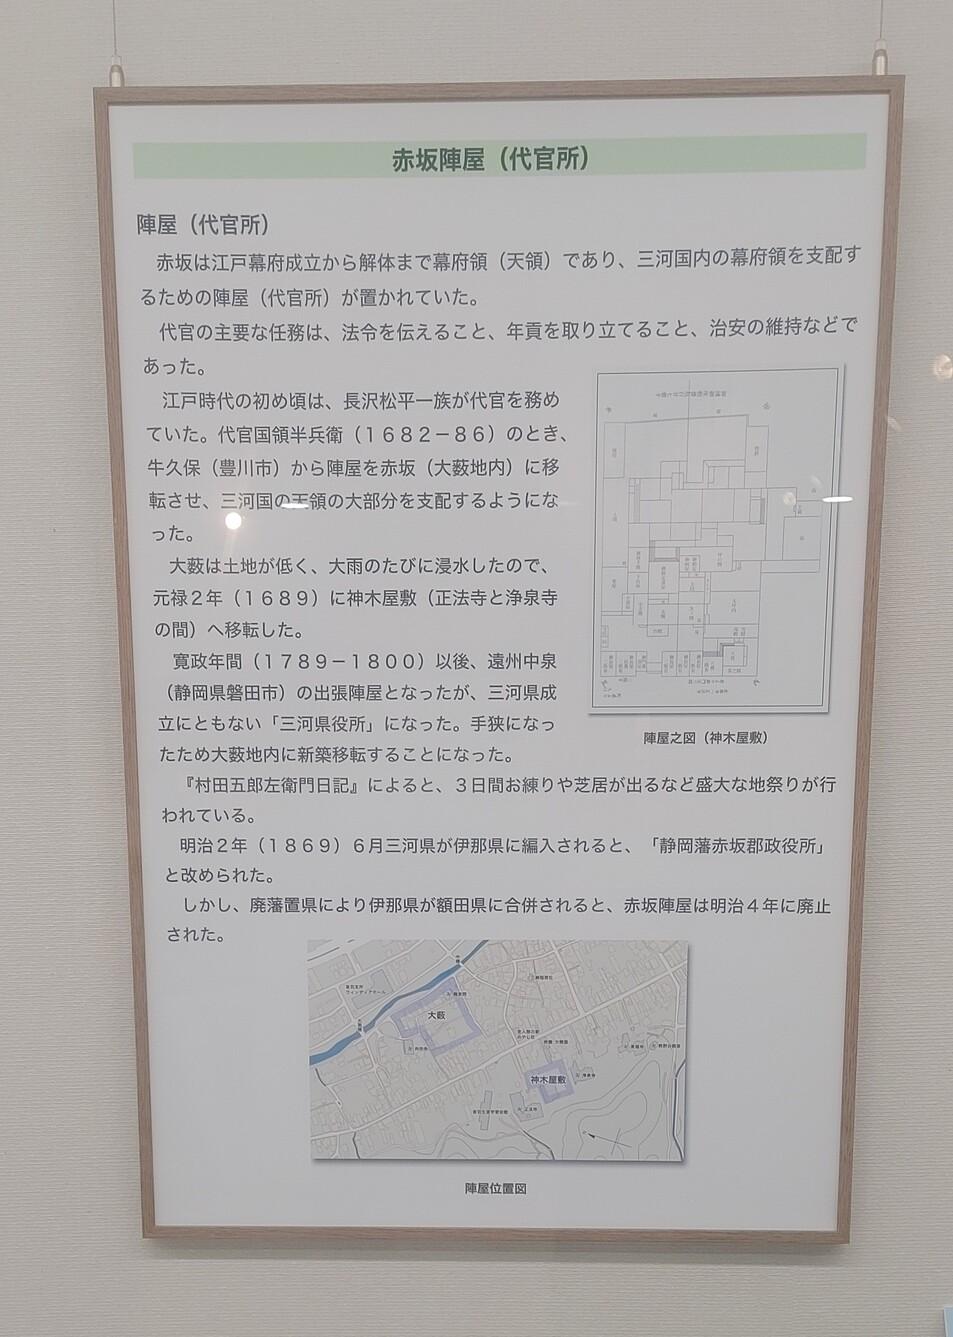 赤坂陣屋（代官所）
陣屋（代官所）
赤坂は江戸幕府成立から解体まで幕府領（天領）であり、三河国内の幕府領を支配す
るための陣屋（代官所）が置かれていた。
代官の主要な任務は、法令を伝えること、年貢を取り立てること、治安の維持などで
あった。
江戸時代の初め頃は、長沢松平一族が代官を務め
ていた。代官国領半兵衛（１６８２－８６）のとき、
牛久保（豊川市）から陣屋を赤坂（大薮地内）に移
転させ、三河国の天領の大部分を支配するようにな
った。
大薮は土地が低く、大雨のたびに浸水したので、
元禄２年（１６８９）に神木屋敷（正法寺と浄泉寺
の間）へ移転した。
寛政年間（１７８９－１８００）以後、遠州中泉
（静岡県磐田市）の出張陣屋となったが、三河県成
立にともない「三河県役所」になった。手狭になっ
たため大薮地内に新築移転することになった。
陣屋之図（神木屋敷）
『村田五郎左衛門日記』によると、３日間お練りや芝居が出るなど盛大な地祭りが行
われている。
明治２年（１８６９）６月三河県が伊那県に編入されると、「静岡藩赤坂郡政役所」
と改められた。
しかし、廃藩置県により伊那県が額田県に合併されると、赤坂陣屋は明治４年に廃止
された。
大薮
神木屋敷
正法寺
陣屋位置図